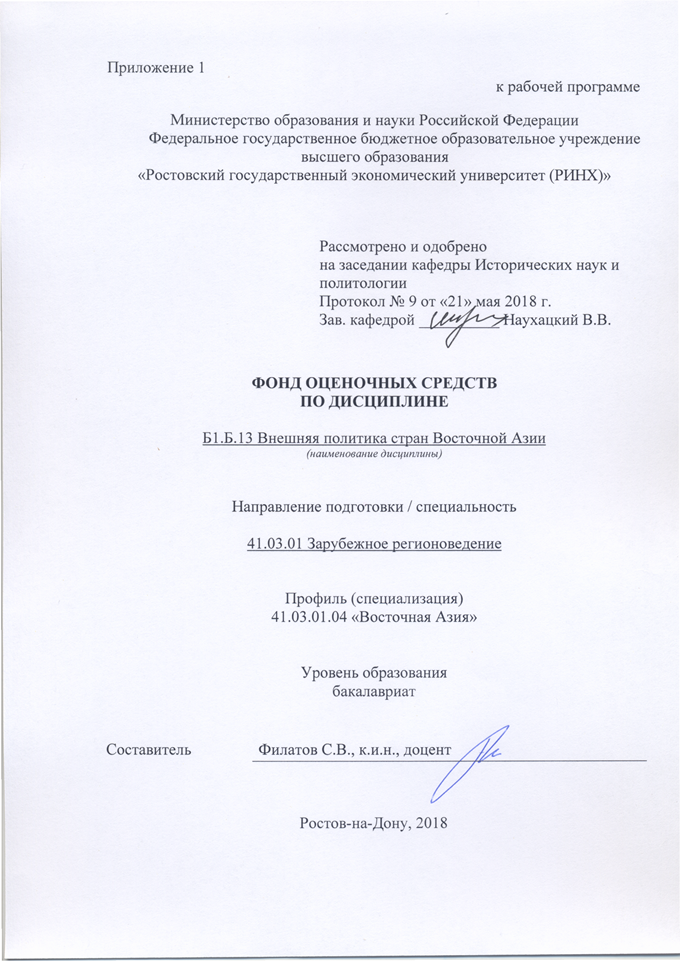 Приложение 1
к рабочей программе
Министерство образования и науки Российской Федерации
Федеральное государственное бюджетное образовательное учреждение
высшего образования
«Ростовский государственный экономический университет (РИНХ)»
Рассмотрено и одобрено
на заседании кафедры Исторических наук и
политологии
Протокол № 9 от «21» мая 2018 г.
Зав. кафедрой __________ Наухацкий В.В.
ФОНД ОЦЕНОЧНЫХ СРЕДСТВ
ПО ДИСЦИПЛИНЕ
Б1.Б.13 Внешняя политика стран Восточной Азии
(наименование дисциплины)
Направление подготовки / специальность
41.03.01 Зарубежное регионоведение
Профиль (специализация)
41.03.01.04 «Восточная Азия»
Уровень образования
бакалавриат
Составитель Филатов С.В., к.и.н., доцент
Ростов-на-Дону, 2018